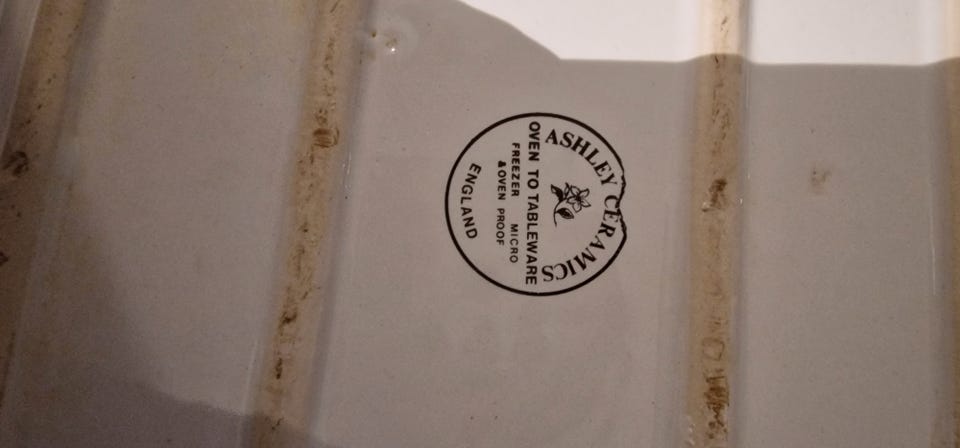 ASHLEY CERAMICS
OVEN TO TABLEWARE
FREEZER MICRO
& OVEN PROOF
ENGLAND